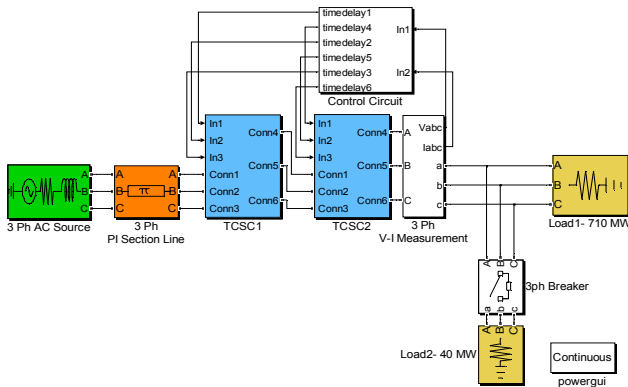 timedelay1
timedelay4
timedelay2
timedelay5
timedelay3
timedelay6
In1
In2
Control Circuit
In1
In2
In3
Conn1
Conn2
Conn3
Conn4
Conn5
Conn6
TCSC1
In1
In2
In3
Conn1
Conn2
Conn3
Conn4
Conn5
Conn6
TCSC2
A
B
C
Vabc
Iabc
a
b
c
3 Ph
V-I Measurement
A
B
C
3 Ph AC Source
A
B
C
π
A
B
C
3 Ph
PI Section Line
A
B
C
Load1- 710 MW
A
B
C
a
b
c
3ph Breaker
A
B
C
Load2- 40 MW
Continuous
powergui